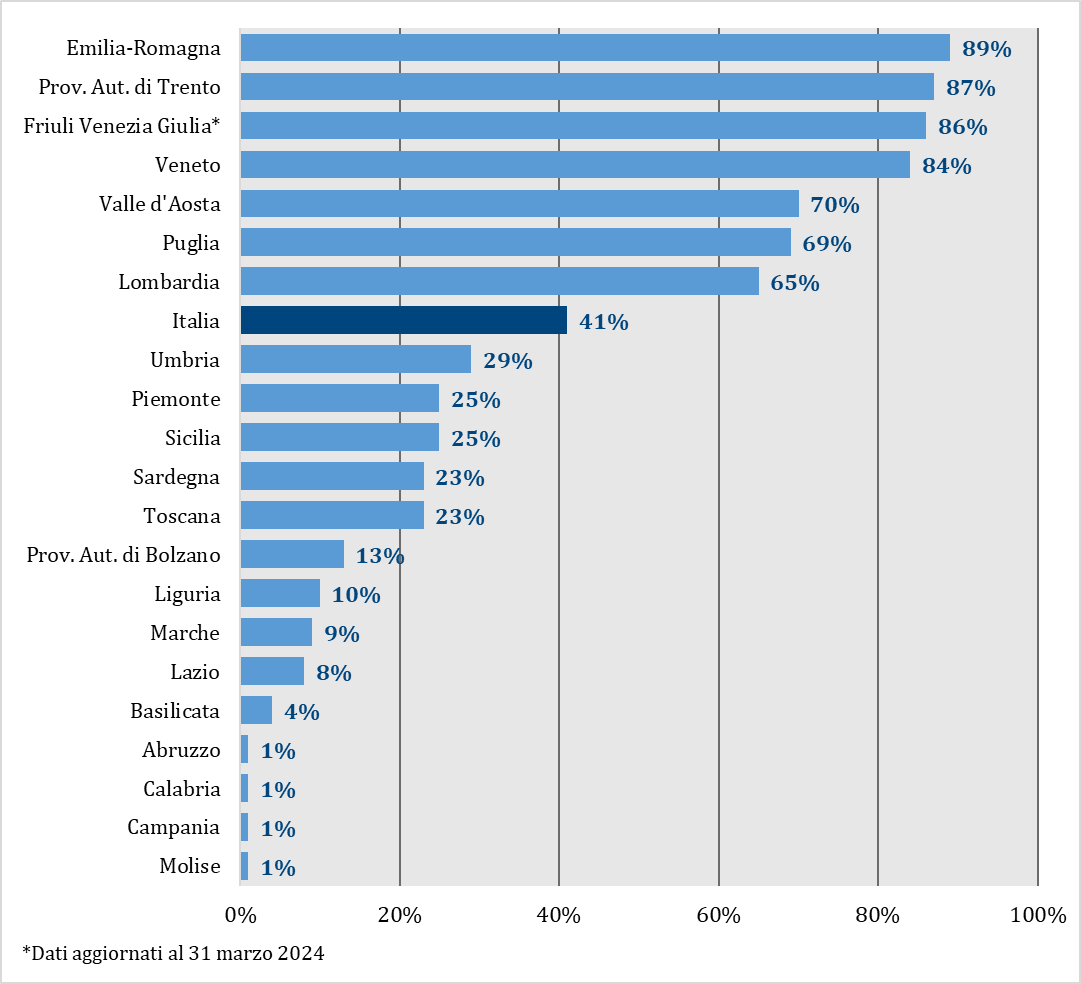 Emilia-Romagna 89%
Prov. Aut. di Trento 87%
Friuli Venezia Giulia* 86%
Veneto 84%
Valle d'Aosta 70%
Puglia 69%
Lombardia 65%
Italia 41%
Umbria 29%
Piemonte 25%
Sicilia 25%
Sardegna 23%
Toscana 23%
Prov. Aut. di Bolzano 13%
Liguria 10%
Marche 9%
Lazio 8%
Basilicata 4%
Abruzzo 1%
Calabria 1%
Campania 1%
Molise 1%
0% 20% 40% 60% 80% 100%
*Dati aggiornati al 31 marzo 2024